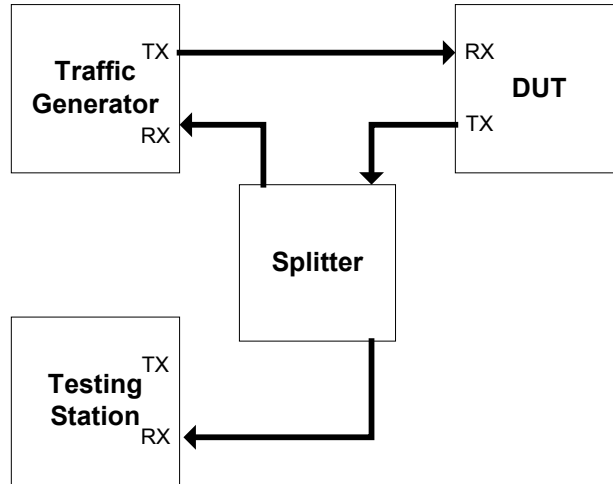 TX
Traffic
Generator
RX
RX
DUT
TX
Splitter
TX
Testing
Station
RX